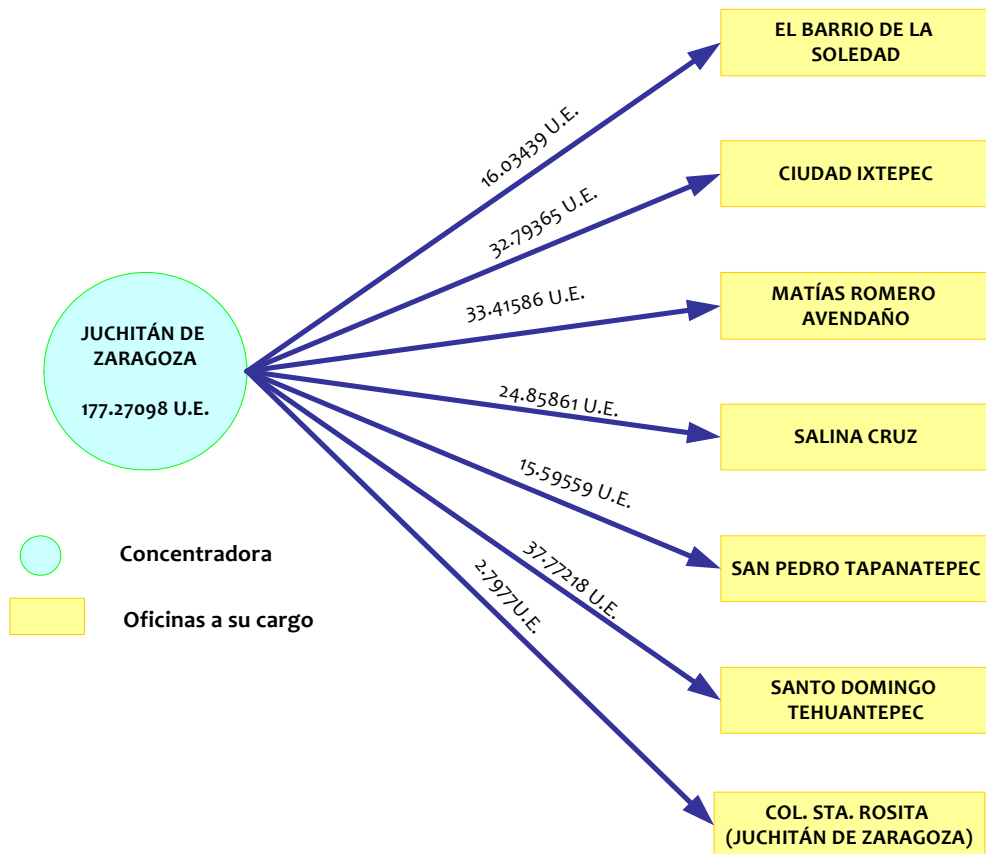 EL BARRIO DE LA
SOLEDAD
16.03439 U.E.
CIUDAD IXTEPEC
32.79365 U.E.
MATÍAS ROMERO
AVENDAÑO
33.41586 U.E.
JUCHITÁN DE
ZARAGOZA
177.27098 U.E.
24.85861 U.E.
SALINA CRUZ
15.59559 U.E.
SAN PEDRO TAPANATEPEC
37.77218 U.E.
2.7977U.E.
Concentradora
Oficinas a su cargo
SANTO DOMINGO
TEHUANTEPEC
COL. STA. ROSITA
(JUCHITÁN DE ZARAGOZA)